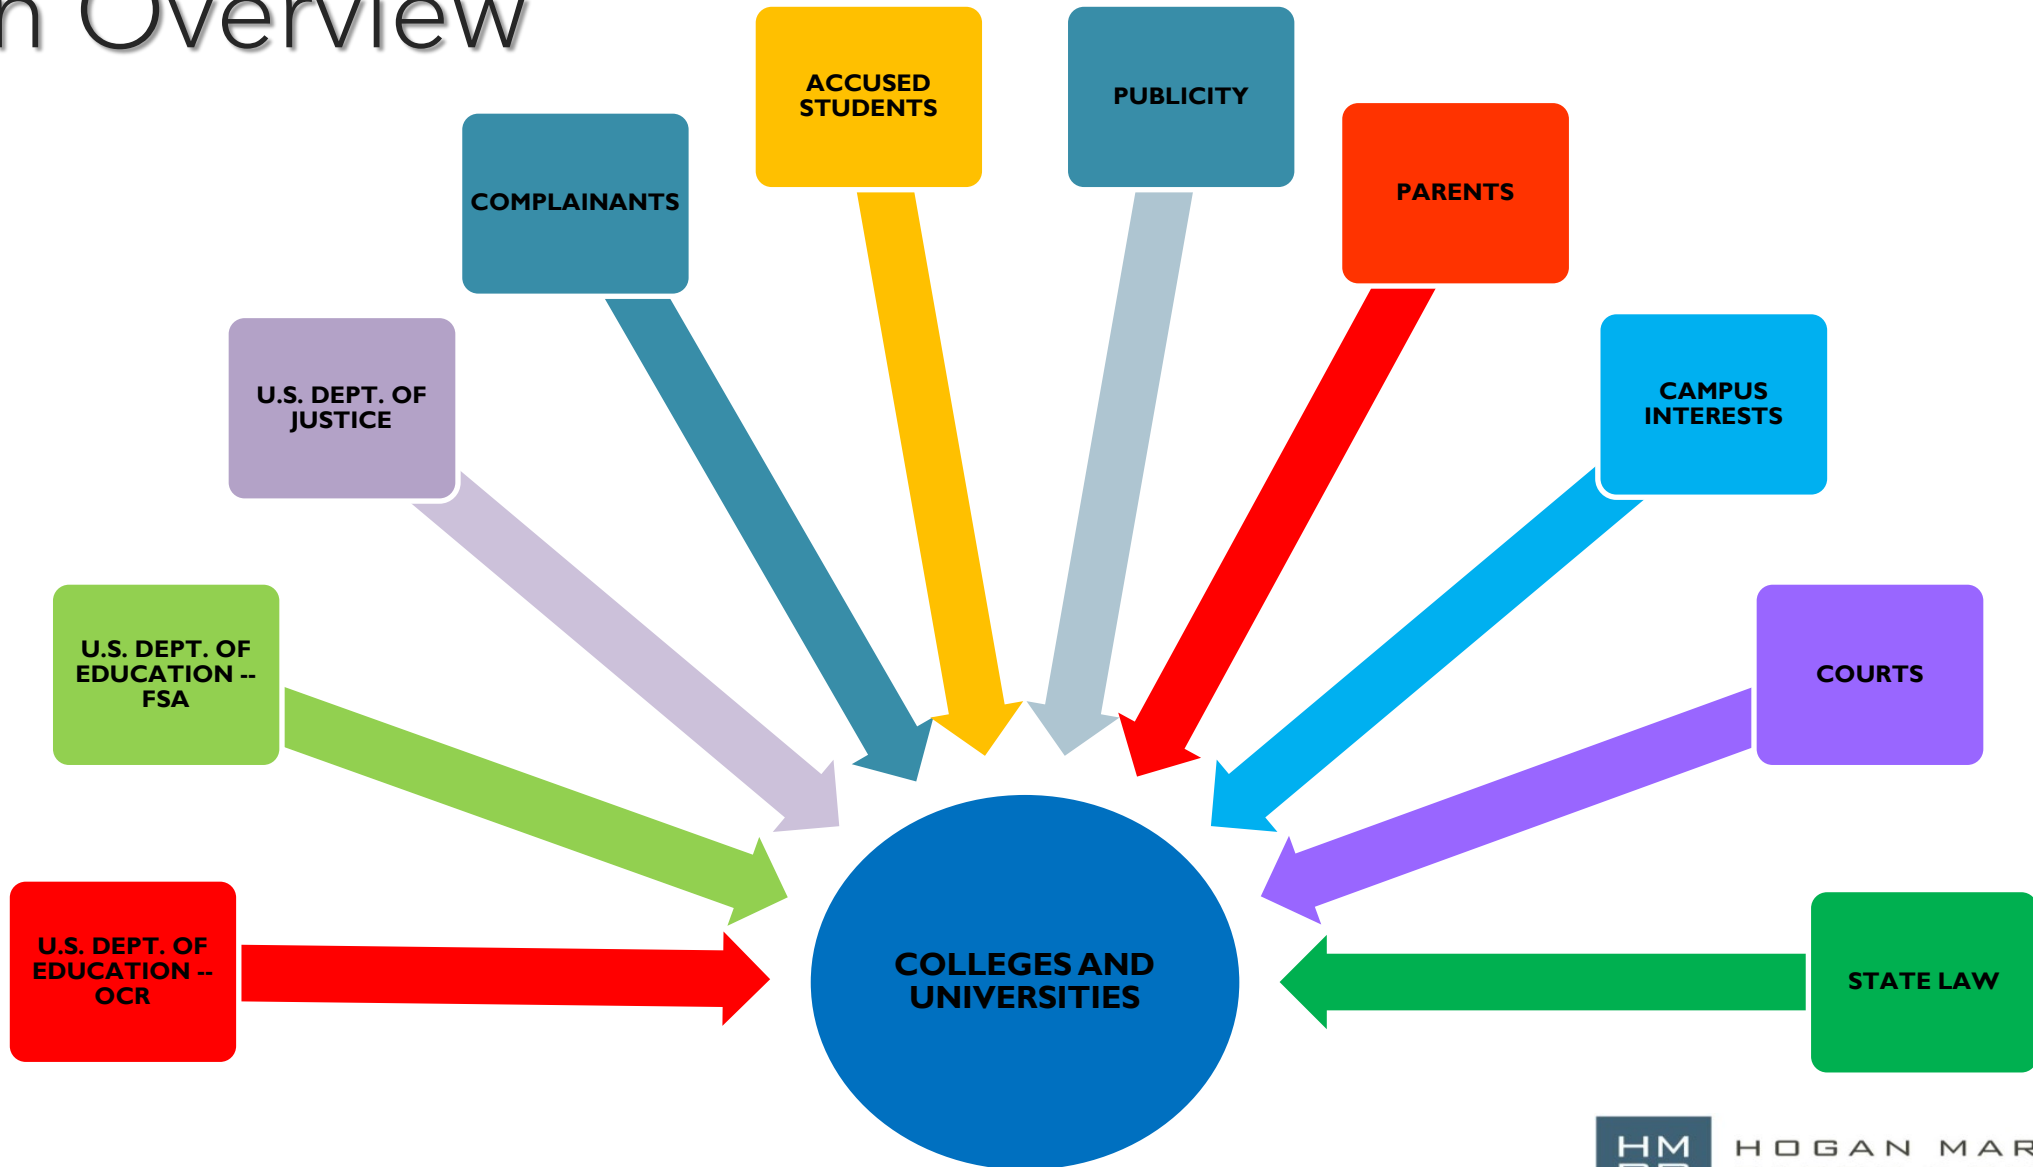 n Overview
ACCUSED
STUDENTS
PUBLICITY
COMPLAINANTS
PARENTS
U.S. DEPT. OF
JUSTICE
CAMPUS
INTERESTS
U.S. DEPT. OF
EDUCATION --
FSA
COURTS
U.S. DEPT. OF
EDUCATION --
OCR
COLLEGES AND
UNIVERSITIES
STATE LAW
HM
HOGAN MAR